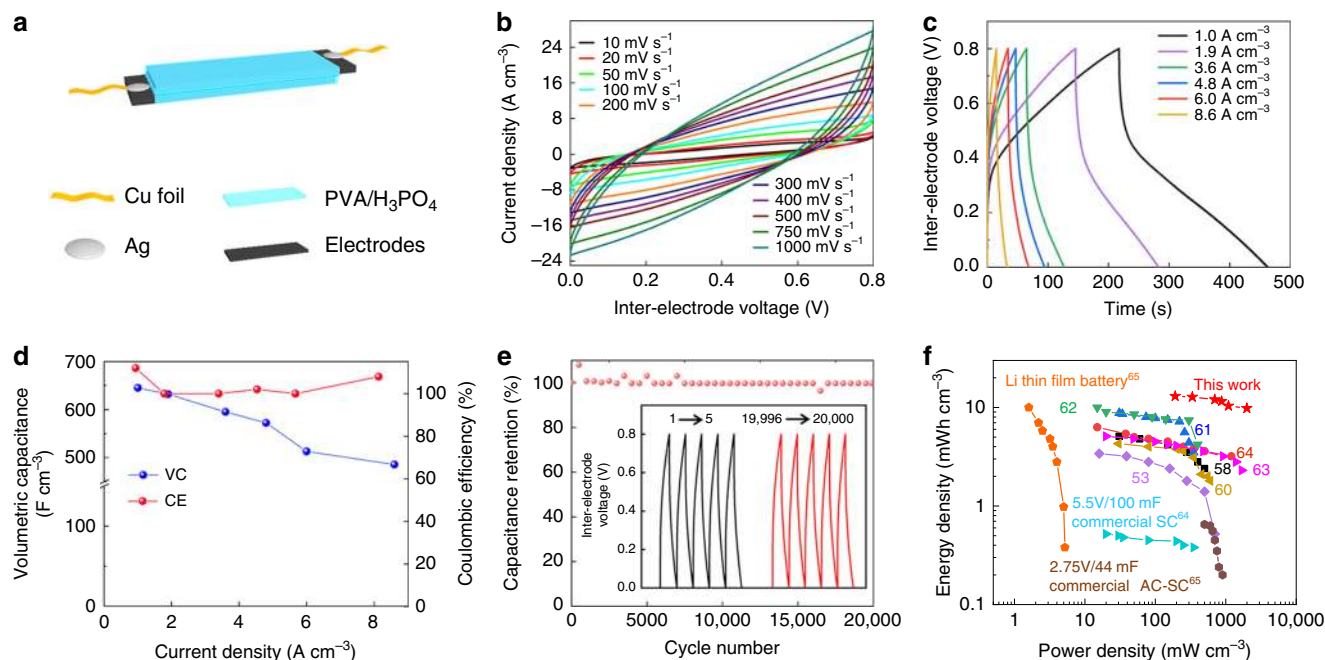 a
Cu foil
PVA/H₃PO₄
Ag
Electrodes
b
Current density (A cm⁻³)
24
16
8
0
−8
−16
−24
10 mV s⁻¹
20 mV s⁻¹
50 mV s⁻¹
100 mV s⁻¹
200 mV s⁻¹
300 mV s⁻¹
400 mV s⁻¹
500 mV s⁻¹
750 mV s⁻¹
1000 mV s⁻¹
0.0 0.2 0.4 0.6 0.8
Inter-electrode voltage (V)
c
Inter-electrode voltage (V)
1.0
0.8
0.6
0.4
0.2
0.0
1.0 A cm⁻³
1.9 A cm⁻³
3.6 A cm⁻³
4.8 A cm⁻³
6.0 A cm⁻³
8.6 A cm⁻³
0 100 200 300 400 500
Time (s)
d
Volumetric capacitance
(F cm⁻³)
700
600
500
100
0
VC
CE
100
80
60
40
20
0
Coulombic efficiency (%)
0 2 4 6 8
Current density (A cm⁻³)
e
Capacitance retention (%)
100
80
60
40
20
0
1 → 5
19,996 → 20,000
Inter-electrode
voltage (V)
0.8
0.4
0.0
0 5000 10,000 15,000 20,000
Cycle number
f
Energy density (mWh cm⁻³)
10
1
0.1
Li thin film battery⁶⁵
This work
62
61
64
63
58
60
53
5.5V/100 mF
commercial SC⁶⁴
2.75V/44 mF
commercial AC-SC⁶⁵
1 10 100 1000 10,000
Power density (mW cm⁻³)